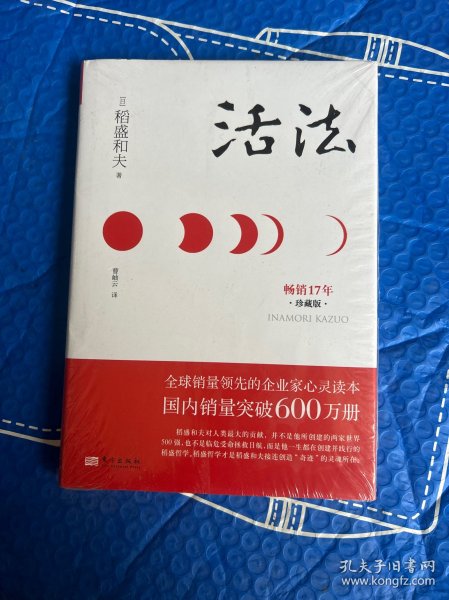 活法
[日]
稻盛和夫 著
曹岫云 译
畅销17年
·珍藏版·
INAMORI KAZUO
全球销量领先的企业家心灵读本
国内销量突破600万册
稻盛和夫对人类最大的贡献，并不是他所创建的两家世界
500强，也不是临危受命拯救日航，而是他一生都在创建并践行的
稻盛哲学。稻盛哲学才是稻盛和夫接连创造“奇迹”的灵魂所在。
东方出版社
孔夫子旧书网
www.kongfz.com